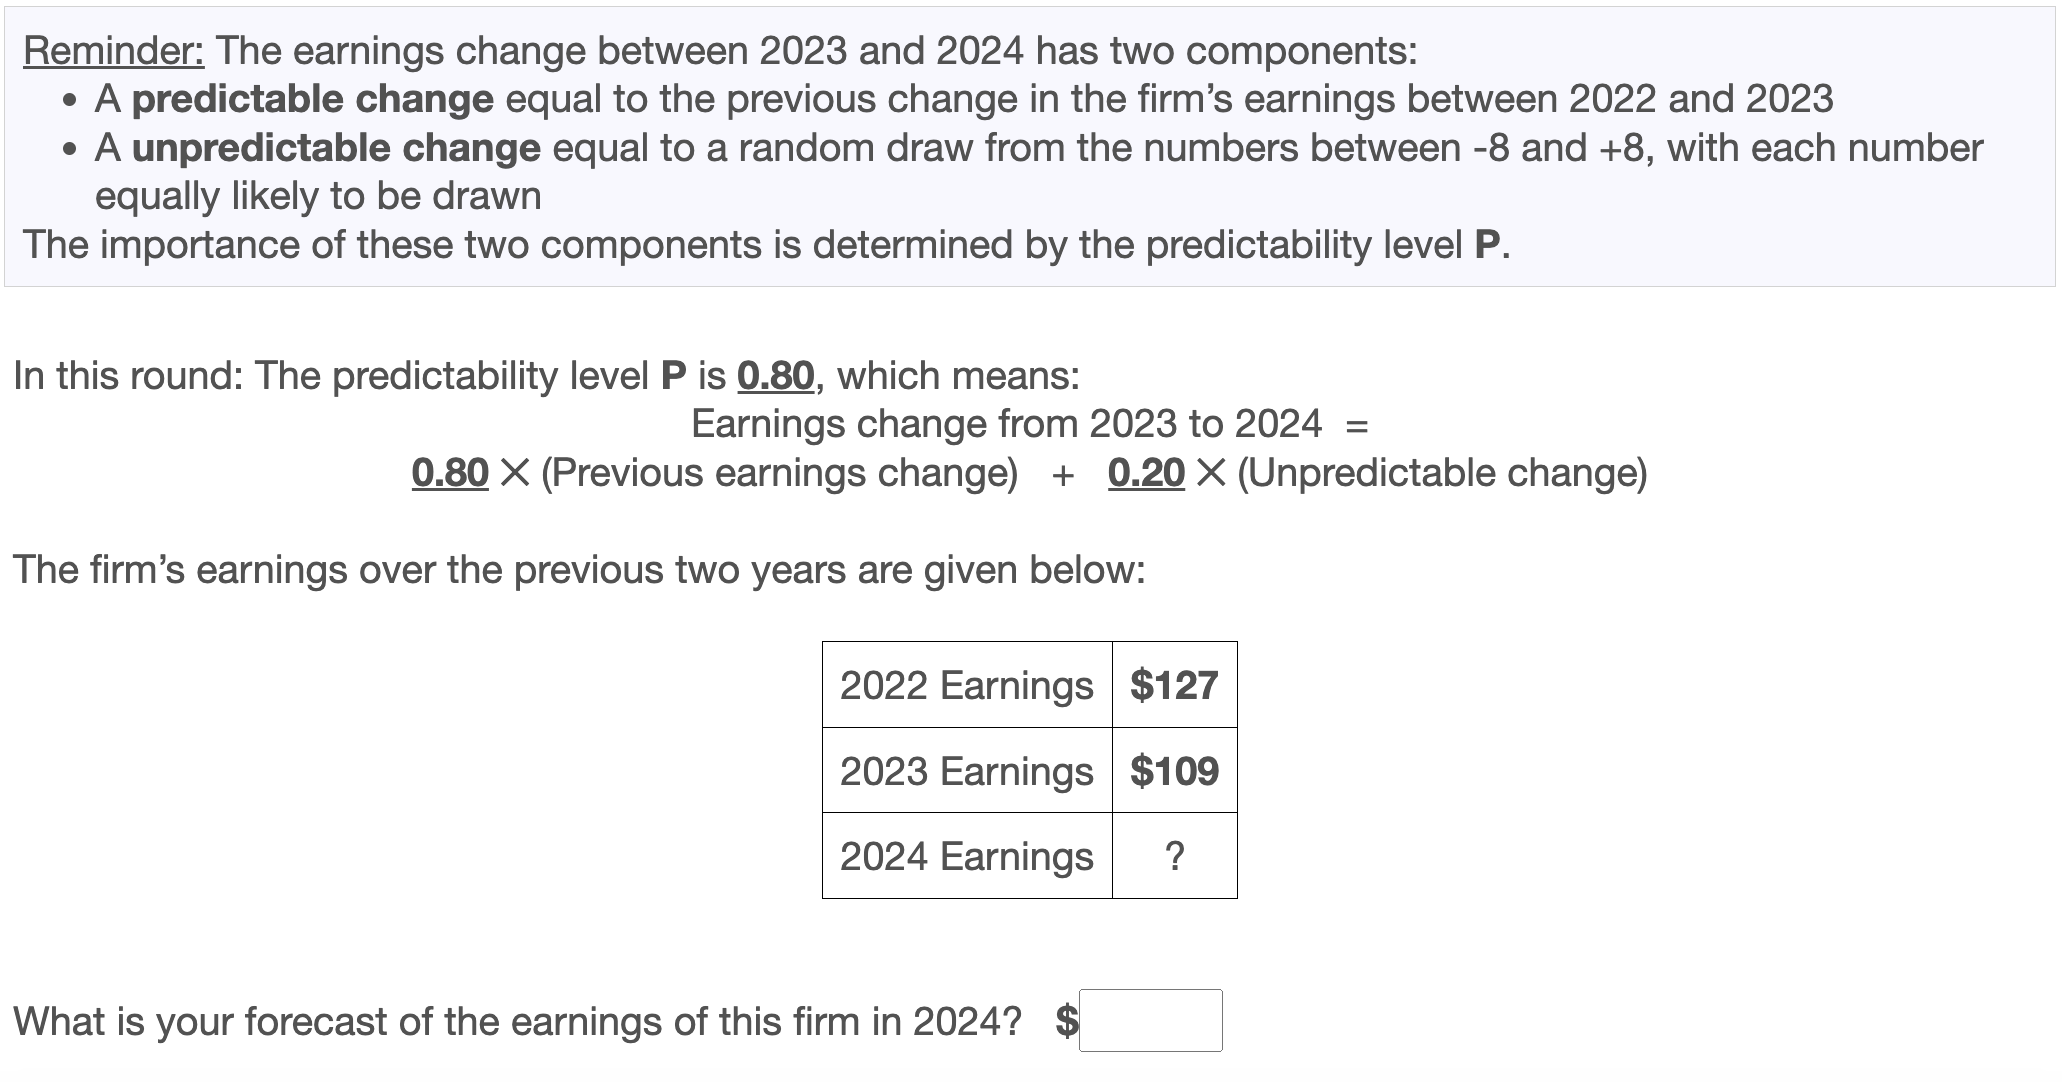 Reminder: The earnings change between 2023 and 2024 has two components:
• A predictable change equal to the previous change in the firm’s earnings between 2022 and 2023
• A unpredictable change equal to a random draw from the numbers between -8 and +8, with each number
equally likely to be drawn
The importance of these two components is determined by the predictability level P.
In this round: The predictability level P is 0.80, which means:
Earnings change from 2023 to 2024 =
0.80 × (Previous earnings change) + 0.20 × (Unpredictable change)
The firm’s earnings over the previous two years are given below:
2022 Earnings $127
2023 Earnings $109
2024 Earnings ?
What is your forecast of the earnings of this firm in 2024? $